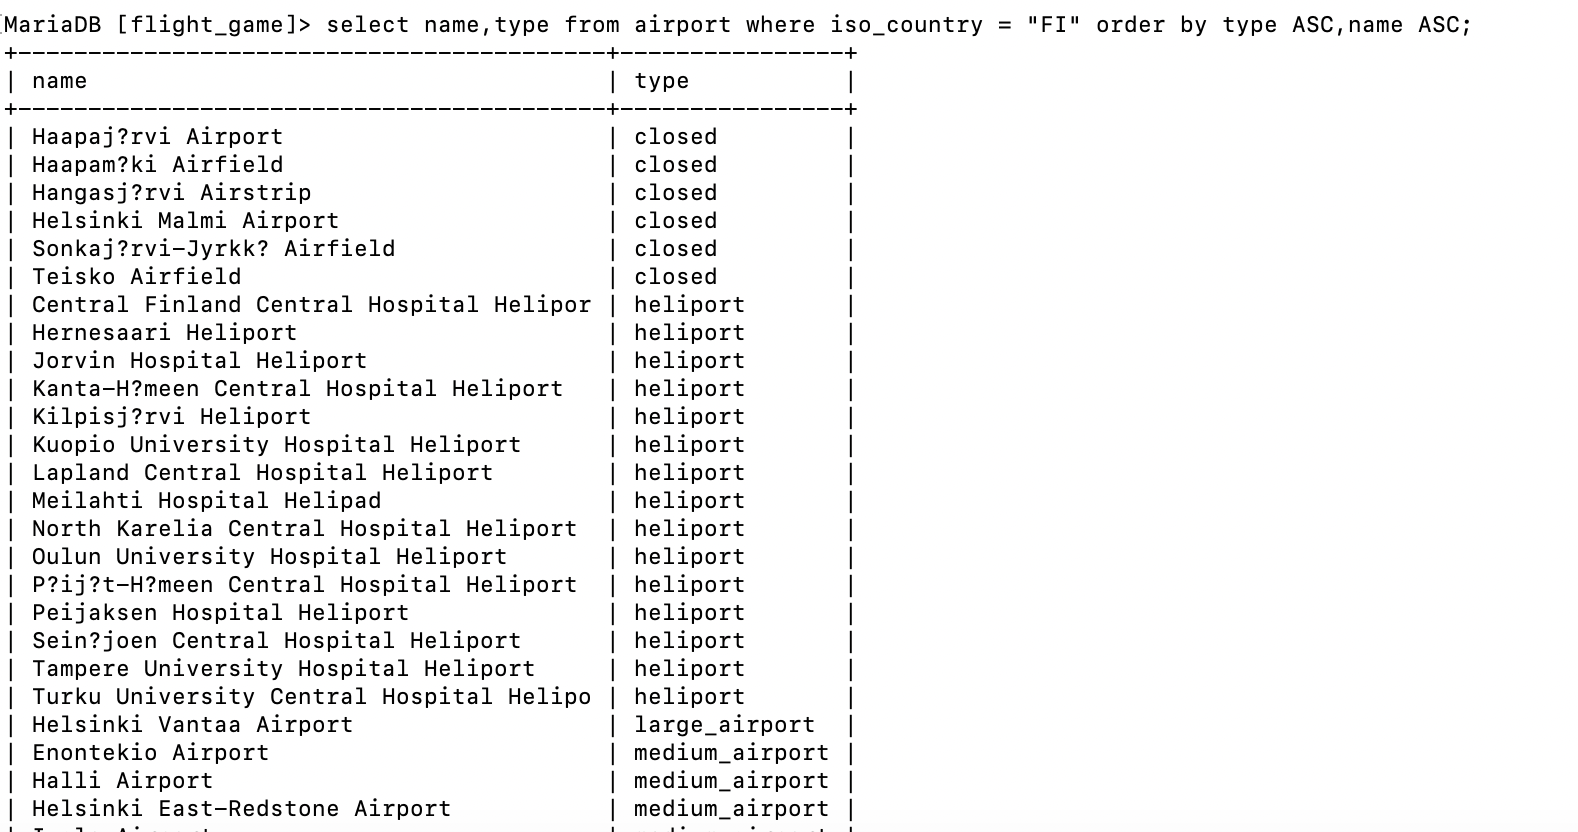 MariaDB [flight_game]> select name,type from airport where iso_country = "FI" order by type ASC,name ASC;
+------------------------------------------+----------------+
| name                                     | type           |
+------------------------------------------+----------------+
| Haapaj?rvi Airport                       | closed         |
| Haapam?ki Airfield                       | closed         |
| Hangasj?rvi Airstrip                     | closed         |
| Helsinki Malmi Airport                   | closed         |
| Sonkaj?rvi-Jyrkk? Airfield               | closed         |
| Teisko Airfield                          | closed         |
| Central Finland Central Hospital Helipor | heliport       |
| Hernesaari Heliport                      | heliport       |
| Jorvin Hospital Heliport                 | heliport       |
| Kanta-H?meen Central Hospital Heliport   | heliport       |
| Kilpisj?rvi Heliport                     | heliport       |
| Kuopio University Hospital Heliport      | heliport       |
| Lapland Central Hospital Heliport        | heliport       |
| Meilahti Hospital Helipad                | heliport       |
| North Karelia Central Hospital Heliport  | heliport       |
| Oulun University Hospital Heliport       | heliport       |
| P?ij?t-H?meen Central Hospital Heliport  | heliport       |
| Peijaksen Hospital Heliport              | heliport       |
| Sein?joen Central Hospital Heliport      | heliport       |
| Tampere University Hospital Heliport     | heliport       |
| Turku University Central Hospital Helipo | heliport       |
| Helsinki Vantaa Airport                  | large_airport  |
| Enontekio Airport                        | medium_airport |
| Halli Airport                            | medium_airport |
| Helsinki East-Redstone Airport           | medium_airport |